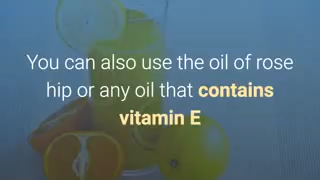 You can also use the oil of rose
hip or any oil that contains
vitamin E